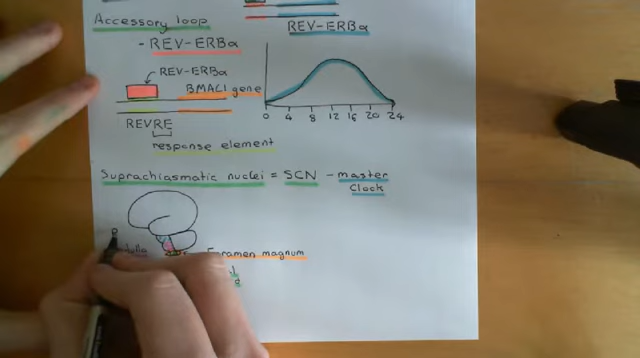 Accessory loop
REV-ERBα
- REV-ERBα
REV-ERBα
BMAL1 gene
REVRE
response element
0 4 8 12 16 20 24
Suprachiasmatic nuclei = SCN - master
Clock
Foramen magnum